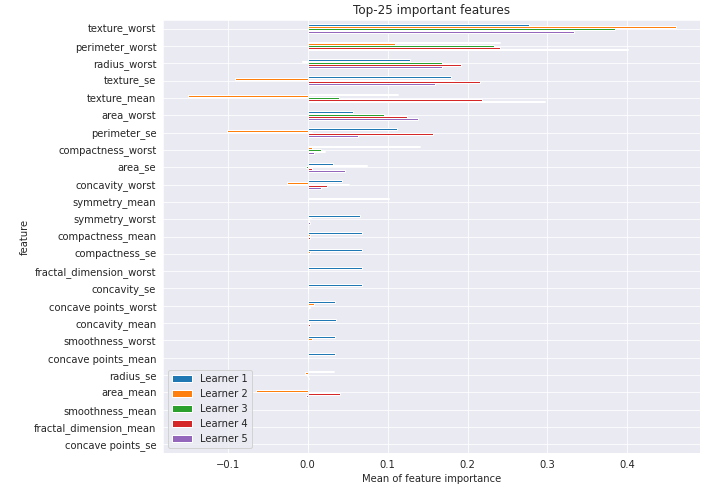 Top-25 important features
texture_worst
perimeter_worst
radius_worst
texture_se
texture_mean
area_worst
perimeter_se
compactness_worst
area_se
concavity_worst
symmetry_mean
symmetry_worst
compactness_mean
compactness_se
fractal_dimension_worst
concavity_se
concave points_worst
concavity_mean
smoothness_worst
concave points_mean
radius_se
area_mean
smoothness_mean
fractal_dimension_mean
concave points_se
feature
Learner 1
Learner 2
Learner 3
Learner 4
Learner 5
−0.1 0.0 0.1 0.2 0.3 0.4
Mean of feature importance